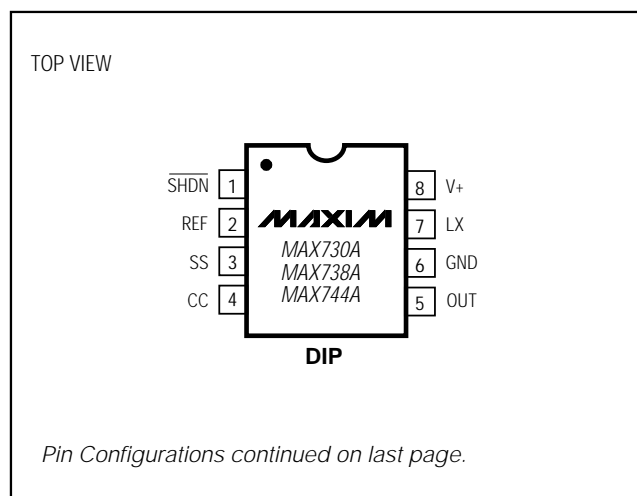 TOP VIEW
SHDN 1
REF 2
SS 3
CC 4
MAXIM
MAX730A
MAX738A
MAX744A
8 V+
7 LX
6 GND
5 OUT
DIP
Pin Configurations continued on last page.